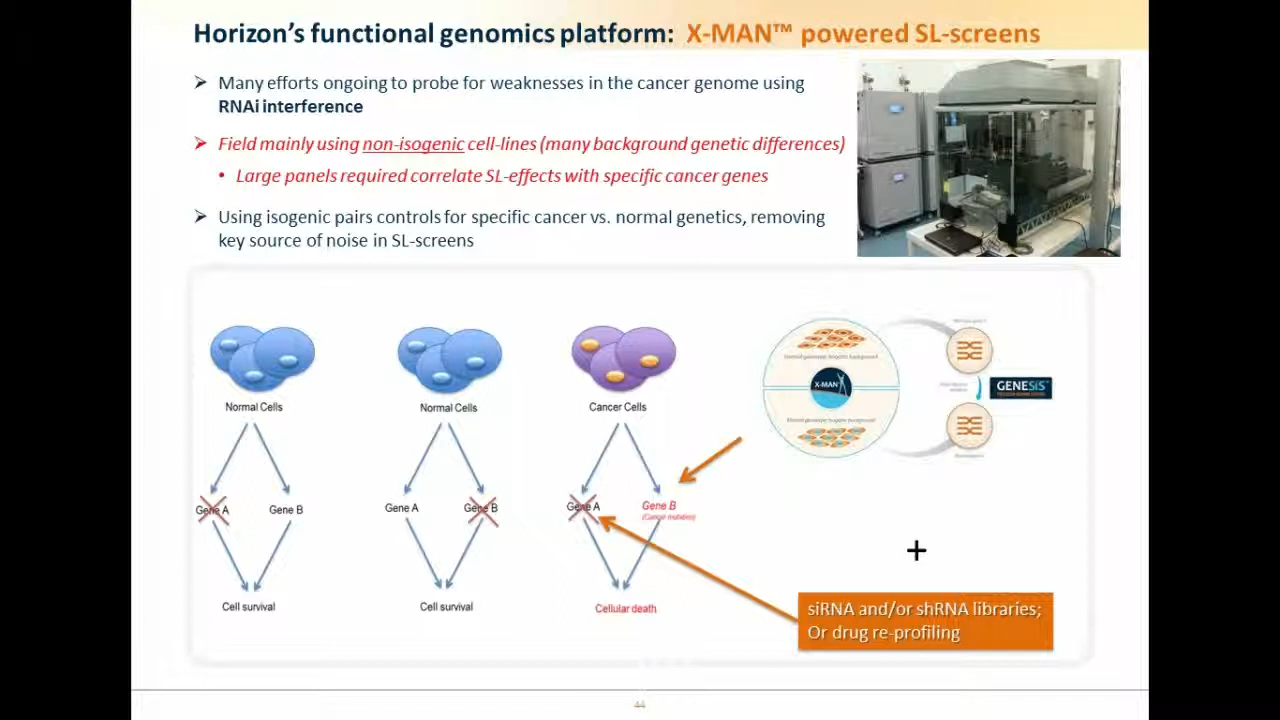 Horizon's functional genomics platform: X-MAN™ powered SL-screens
Many efforts ongoing to probe for weaknesses in the cancer genome using
RNAi interference
Field mainly using non-isogenic cell-lines (many background genetic differences)
Large panels required correlate SL-effects with specific cancer genes
Using isogenic pairs controls for specific cancer vs. normal genetics, removing
key source of noise in SL-screens
Normal Cells
Normal Cells
Cancer Cells
X-MAN
GENESIS™
Gene A
Gene B
Gene A
Gene B
Gene A
Gene B
(Cancer mutation)
+
Cell survival
Cell survival
Cellular death
siRNA and/or shRNA libraries;
Or drug re-profiling
44